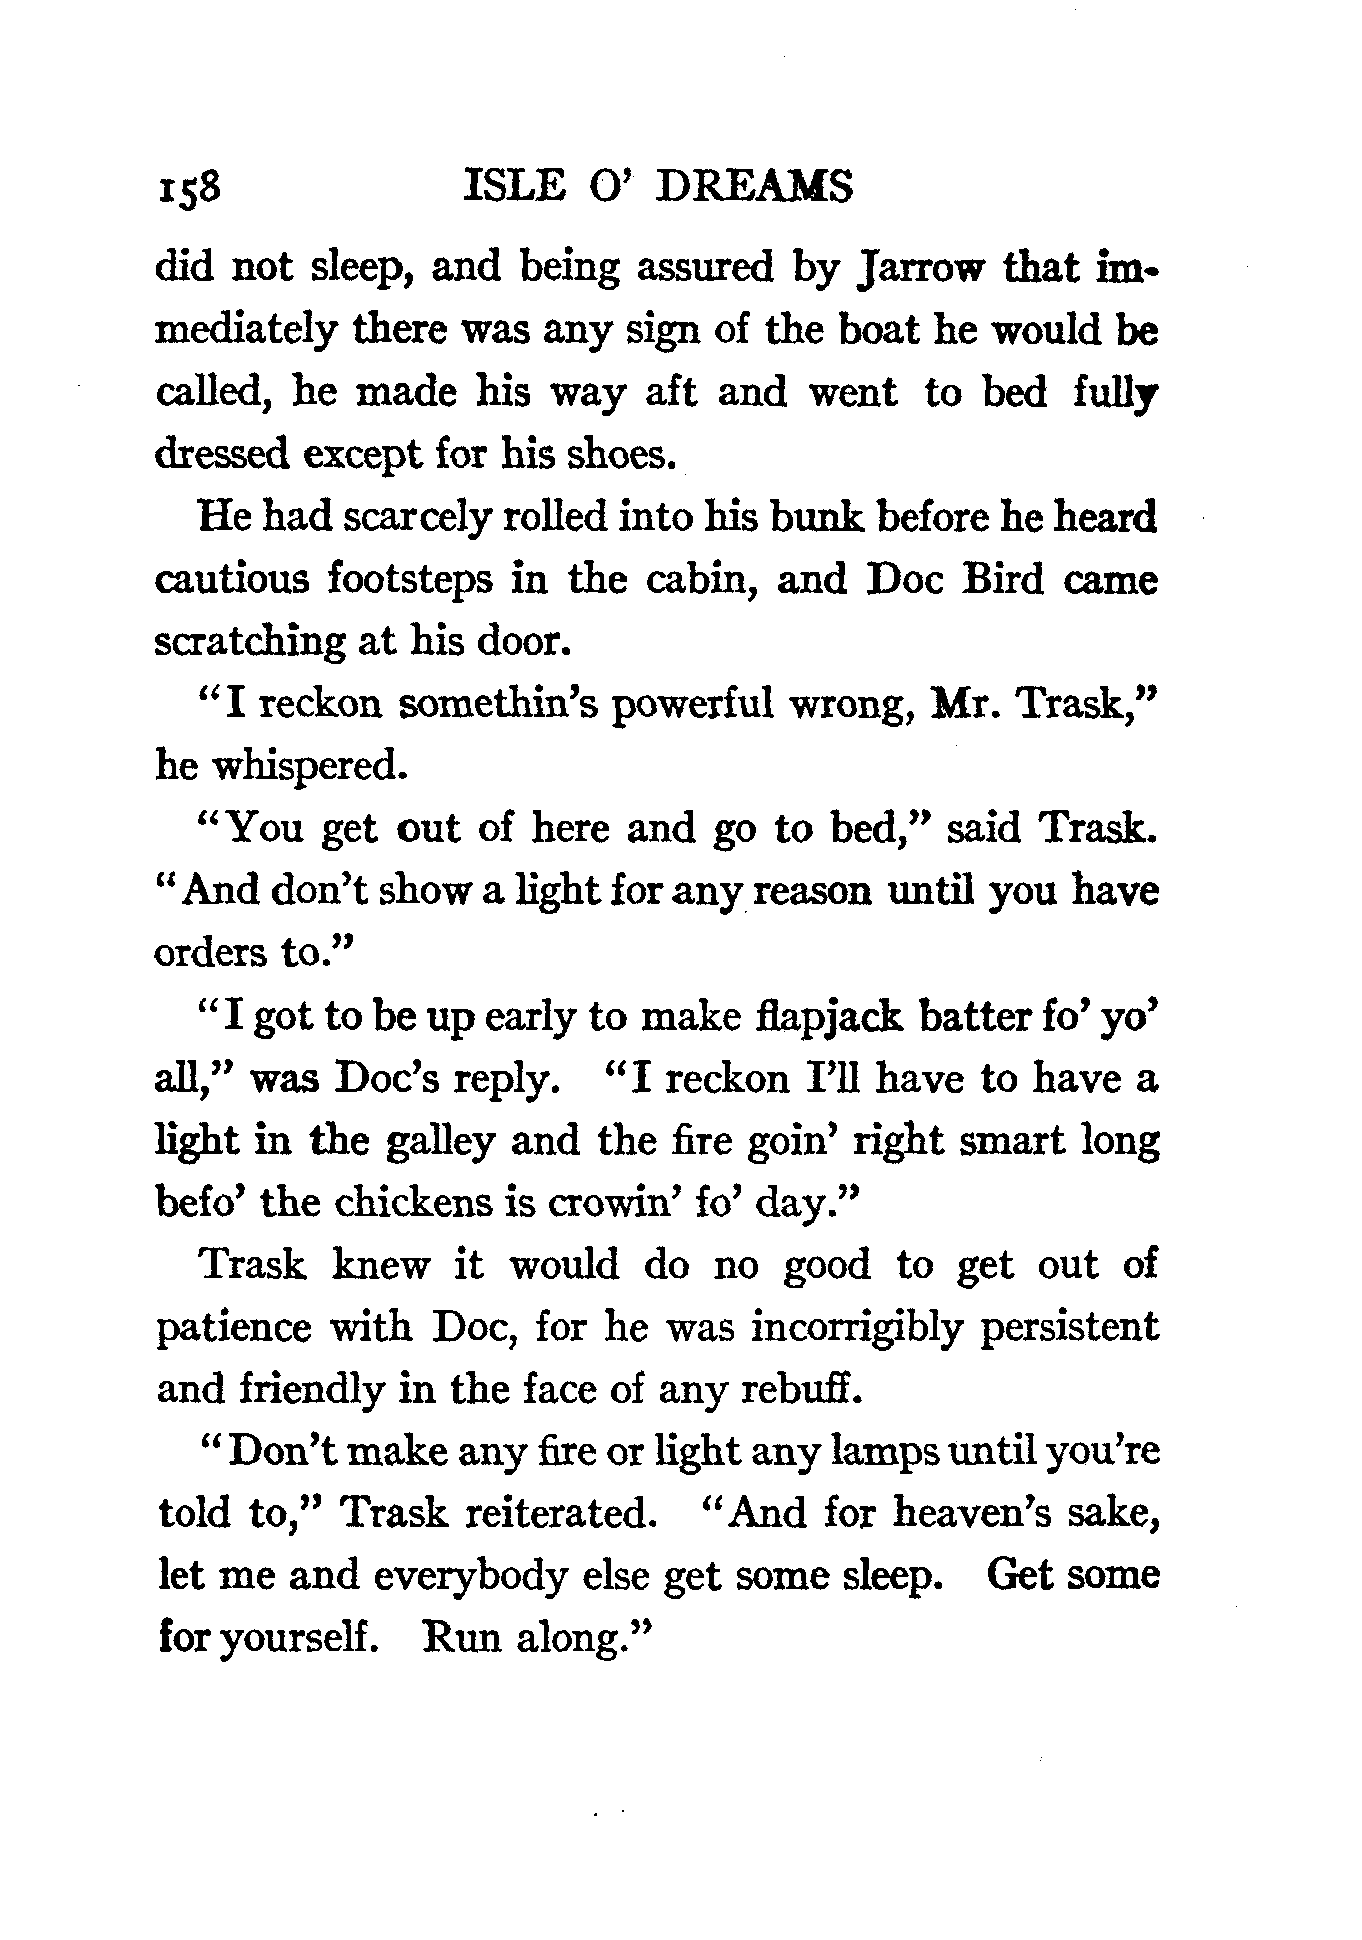 158 ISLE O' DREAMS
did not sleep, and being assured by Jarrow that im-
mediately there was any sign of the boat he would be
called, he made his way aft and went to bed fully
dressed except for his shoes.
He had scarcely rolled into his bunk before he heard
cautious footsteps in the cabin, and Doc Bird came
scratching at his door.
“I reckon somethin’s powerful wrong, Mr. Trask,”
he whispered.
“You get out of here and go to bed,” said Trask.
“And don’t show a light for any reason until you have
orders to.”
“I got to be up early to make flapjack batter fo’ yo’
all,” was Doc’s reply. “I reckon I’ll have to have a
light in the galley and the fire goin’ right smart long
befo’ the chickens is crowin’ fo’ day.”
Trask knew it would do no good to get out of
patience with Doc, for he was incorrigibly persistent
and friendly in the face of any rebuff.
“Don’t make any fire or light any lamps until you’re
told to,” Trask reiterated. “And for heaven’s sake,
let me and everybody else get some sleep. Get some
for yourself. Run along.”